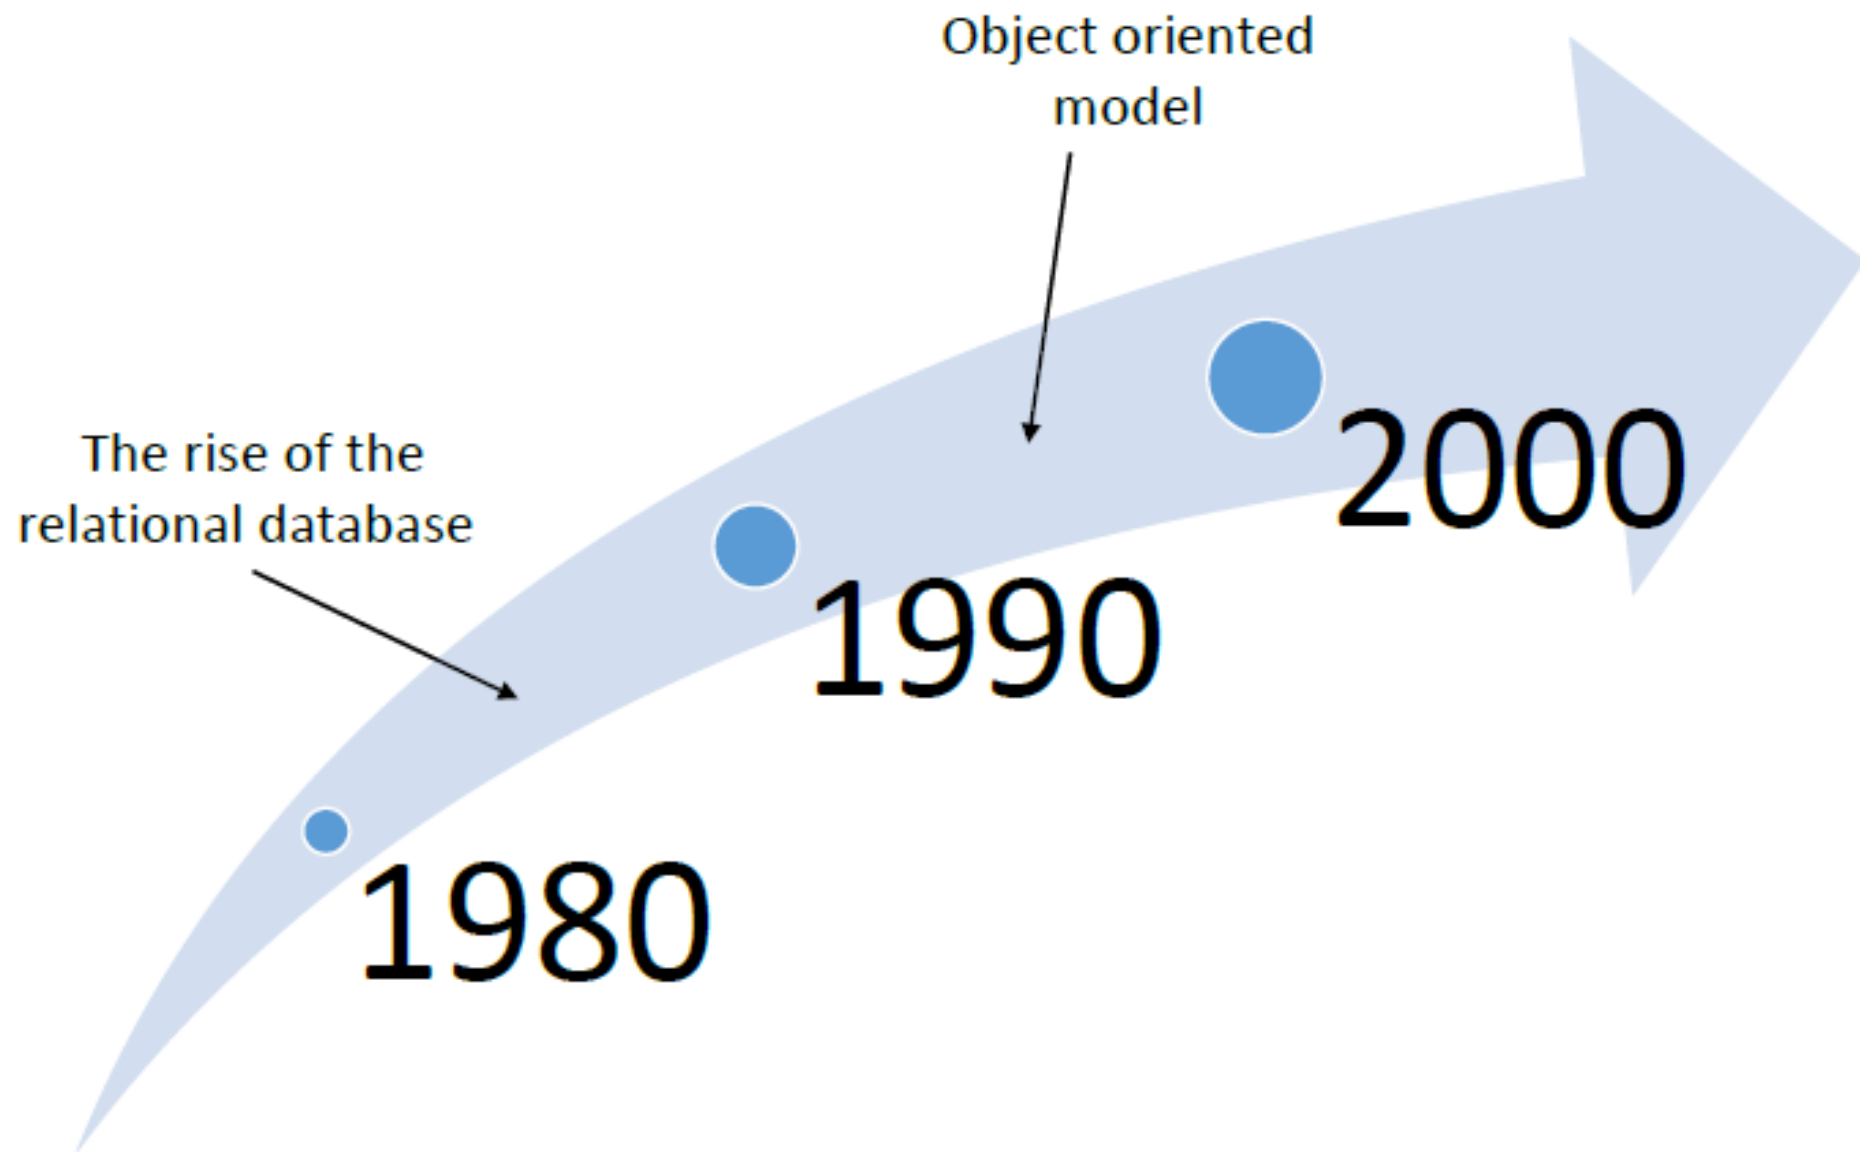 Object oriented
model
2000
The rise of the
relational database
1990
1980